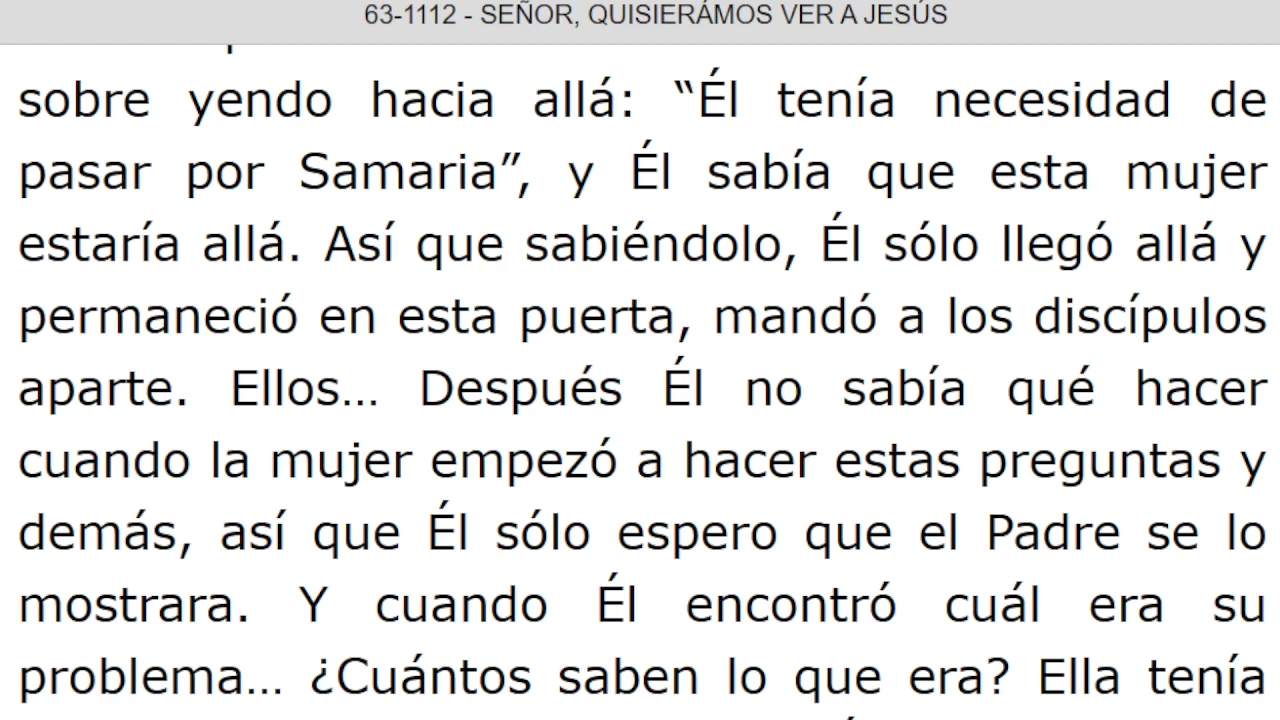 63-1112 - SEÑOR, QUISIERÁMOS VER A JESÚS
sobre yendo hacia allá: “Él tenía necesidad de
pasar por Samaria”, y Él sabía que esta mujer
estaría allá. Así que sabiéndolo, Él sólo llegó allá y
permaneció en esta puerta, mandó a los discípulos
aparte. Ellos… Después Él no sabía qué hacer
cuando la mujer empezó a hacer estas preguntas y
demás, así que Él sólo espero que el Padre se lo
mostrara. Y cuando Él encontró cuál era su
problema… ¿Cuántos saben lo que era? Ella tenía